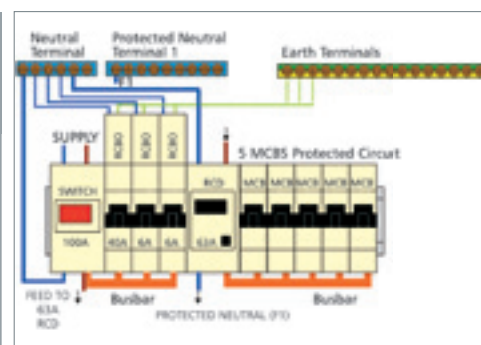 Neutral
Terminal
Protected Neutral
Terminal 1
Earth Terminals
SUPPLY
RCBO
RCBO
RCBO
5 MCBS Protected Circuit
SWITCH
RCD
MCB
MCB
MCB
MCB
MCB
100A
40A
6A
6A
63A
FEED TO
63A
RCD
Busbar
Busbar
PROTECTED NEUTRAL (F1)